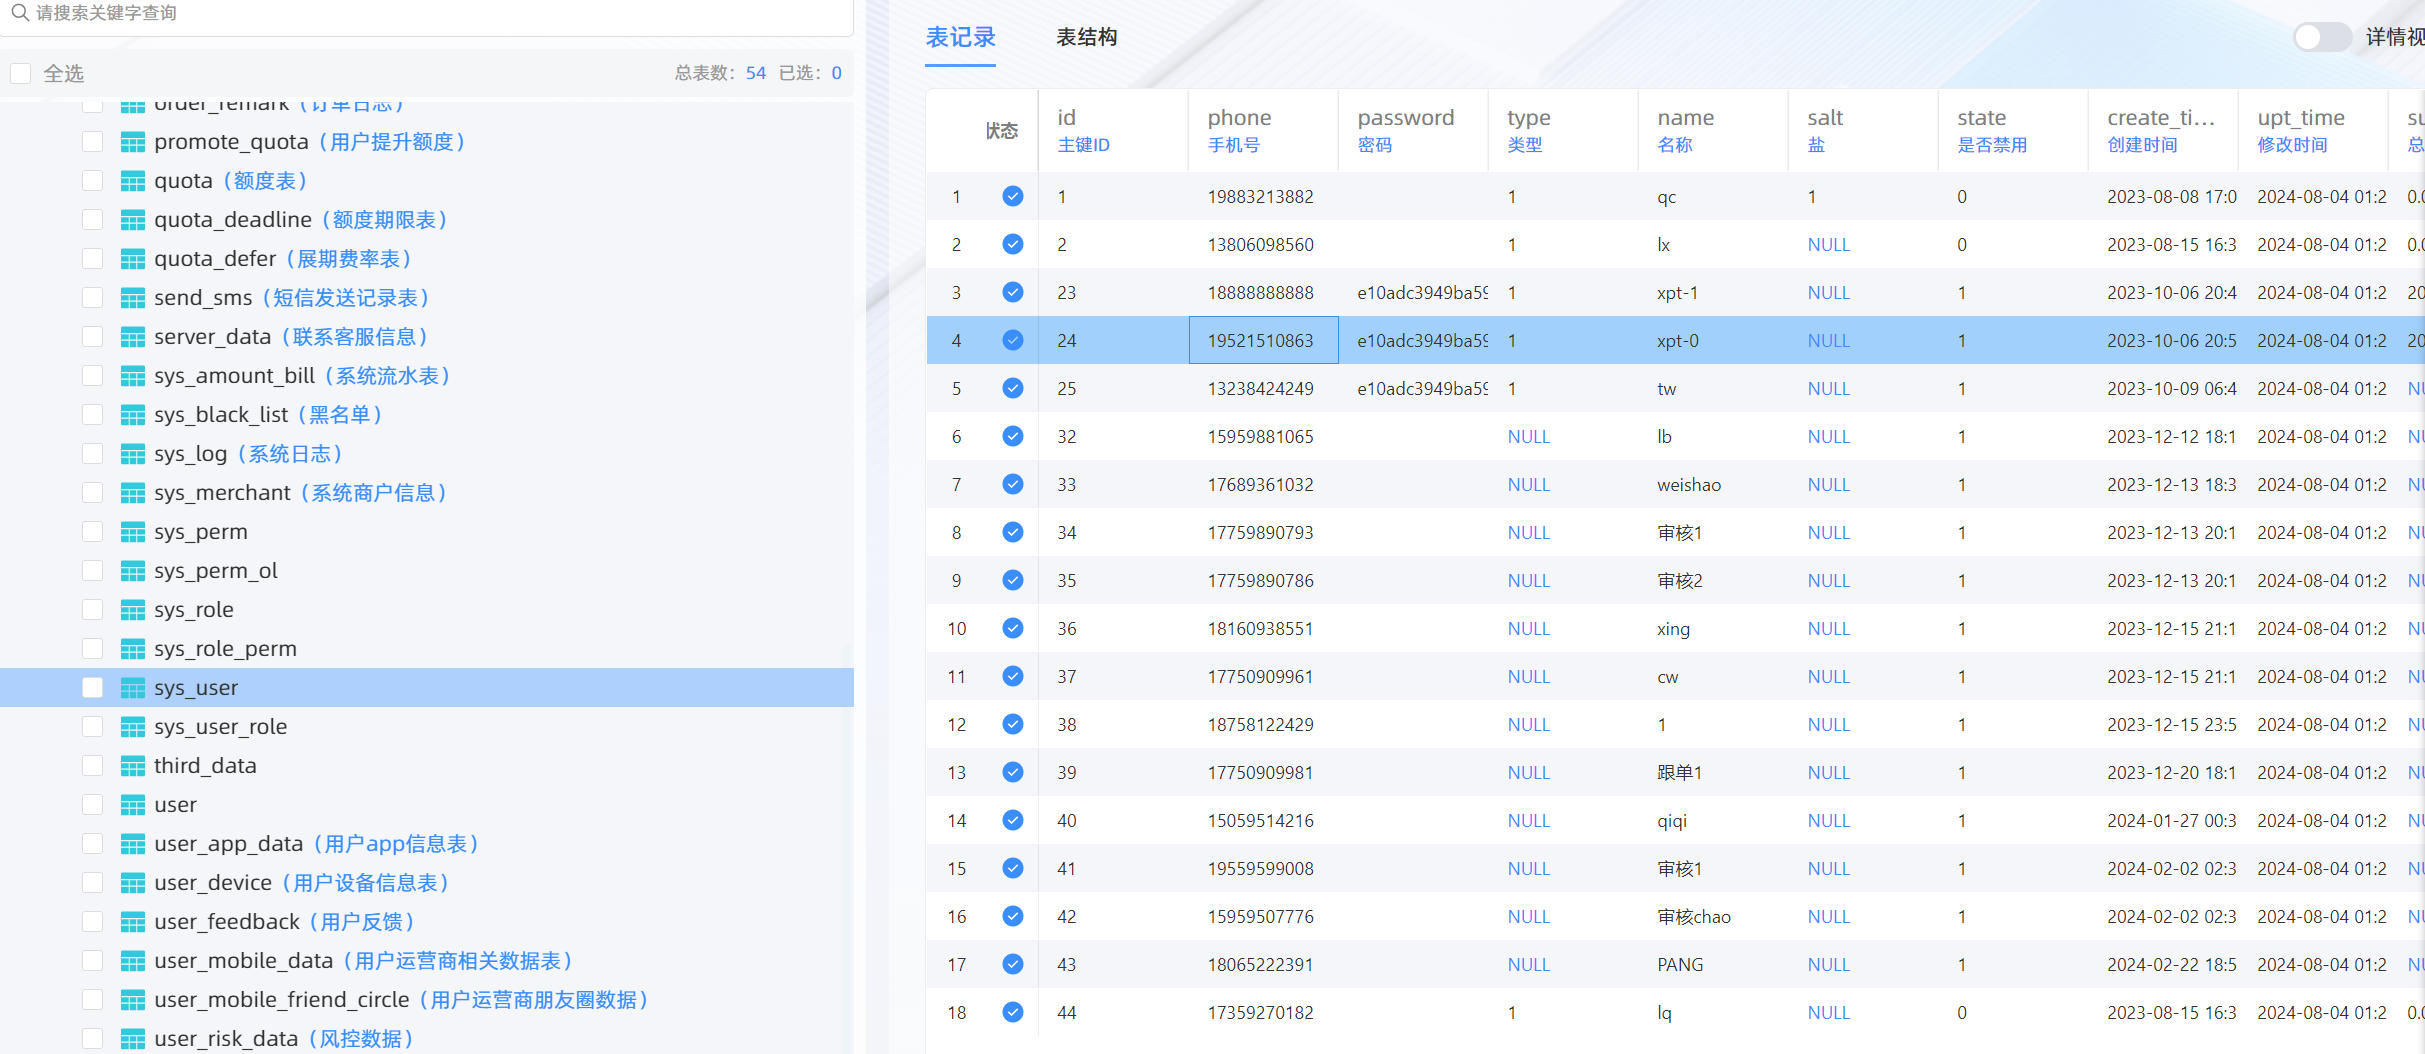 请搜索关键字查询
全选 总表数：54 已选：0
order_remark（订单日志）
promote_quota（用户提升额度）
quota（额度表）
quota_deadline（额度期限表）
quota_defer（展期费率表）
send_sms（短信发送记录表）
server_data（联系客服信息）
sys_amount_bill（系统流水表）
sys_black_list（黑名单）
sys_log（系统日志）
sys_merchant（系统商户信息）
sys_perm
sys_perm_ol
sys_role
sys_role_perm
sys_user
sys_user_role
third_data
user
user_app_data（用户app信息表）
user_device（用户设备信息表）
user_feedback（用户反馈）
user_mobile_data（用户运营商相关数据表）
user_mobile_friend_circle（用户运营商朋友圈数据）
user_risk_data（风控数据）
表记录 表结构 详情视
状态 id phone password type name salt state create_ti... upt_time su
主键ID 手机号 密码 类型 名称 盐 是否禁用 创建时间 修改时间 总
1 1 19883213882 1 qc 1 0 2023-08-08 17:0 2024-08-04 01:2 0.0
2 2 13806098560 1 lx NULL 0 2023-08-15 16:3 2024-08-04 01:2 0.0
3 23 18888888888 e10adc3949ba59 1 xpt-1 NULL 1 2023-10-06 20:4 2024-08-04 01:2 20
4 24 19521510863 e10adc3949ba59 1 xpt-0 NULL 1 2023-10-06 20:5 2024-08-04 01:2 20
5 25 13238424249 e10adc3949ba59 1 tw NULL 1 2023-10-09 06:4 2024-08-04 01:2 NU
6 32 15959881065 NULL lb NULL 1 2023-12-12 18:1 2024-08-04 01:2 NU
7 33 17689361032 NULL weishao NULL 1 2023-12-13 18:3 2024-08-04 01:2 NU
8 34 17759890793 NULL 审核1 NULL 1 2023-12-13 20:1 2024-08-04 01:2 NU
9 35 17759890786 NULL 审核2 NULL 1 2023-12-13 20:1 2024-08-04 01:2 NU
10 36 18160938551 NULL xing NULL 1 2023-12-15 21:1 2024-08-04 01:2 NU
11 37 17750909961 NULL cw NULL 1 2023-12-15 21:1 2024-08-04 01:2 NU
12 38 18758122429 NULL 1 NULL 1 2023-12-15 23:5 2024-08-04 01:2 NU
13 39 17750909981 NULL 跟单1 NULL 1 2023-12-20 18:1 2024-08-04 01:2 NU
14 40 15059514216 NULL qiqi NULL 1 2024-01-27 00:3 2024-08-04 01:2 NU
15 41 19559599008 NULL 审核1 NULL 1 2024-02-02 02:3 2024-08-04 01:2 NU
16 42 15959507776 NULL 审核chao NULL 1 2024-02-02 02:3 2024-08-04 01:2 NU
17 43 18065222391 NULL PANG NULL 1 2024-02-22 18:5 2024-08-04 01:2 NU
18 44 17359270182 1 lq NULL 0 2023-08-15 16:3 2024-08-04 01:2 0.0